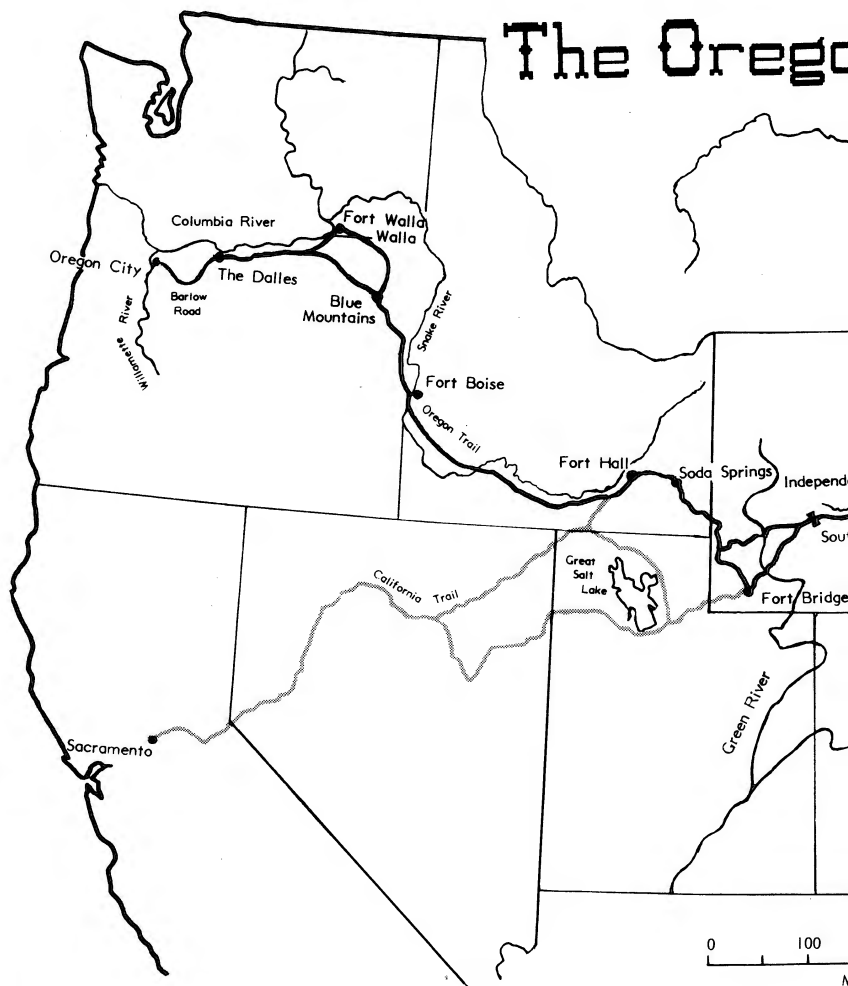 The Orego
Columbia River
Fort Walla
Walla
Oregon City
The Dalles
Barlow
Road
Willamette River
Blue
Mountains
Snake River
Fort Boise
Oregon Trail
Fort Hall
Soda Springs
Independe
Sout
Great
Salt
Lake
California Trail
Fort Bridge
Green River
Sacramento
0 100
M